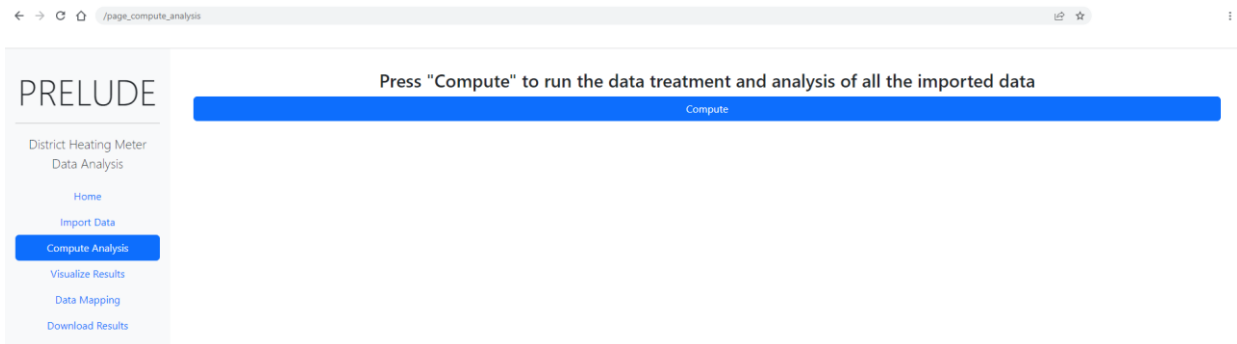 /page_compute_analysis
PRELUDE
District Heating Meter
Data Analysis
Home
Import Data
Compute Analysis
Visualize Results
Data Mapping
Download Results
Press "Compute" to run the data treatment and analysis of all the imported data
Compute